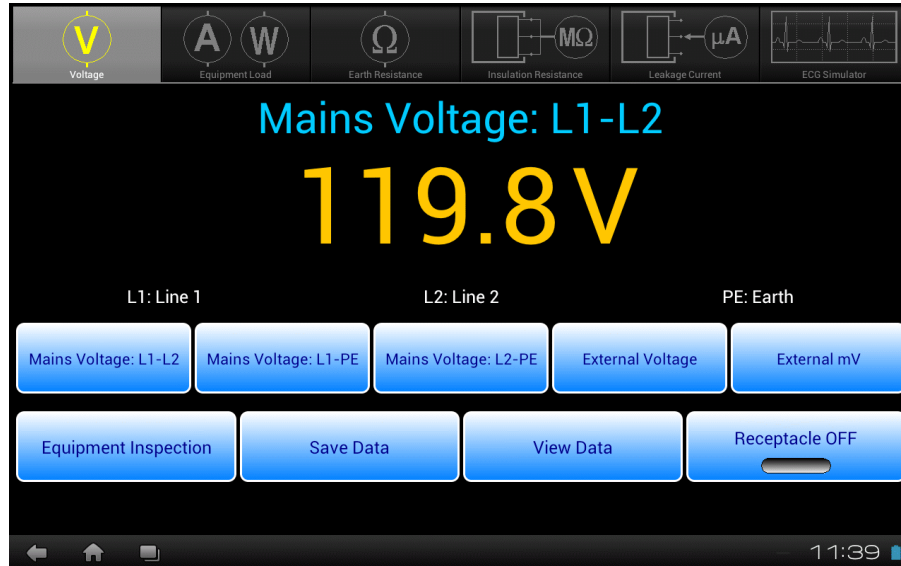 V
A W
Ω
MΩ
µA
Voltage
Equipment Load
Earth Resistance
Insulation Resistance
Leakage Current
ECG Simulator
Mains Voltage: L1-L2
119.8 V
L1: Line 1
L2: Line 2
PE: Earth
Mains Voltage: L1-L2
Mains Voltage: L1-PE
Mains Voltage: L2-PE
External Voltage
External mV
Equipment Inspection
Save Data
View Data
Receptacle OFF
11:39